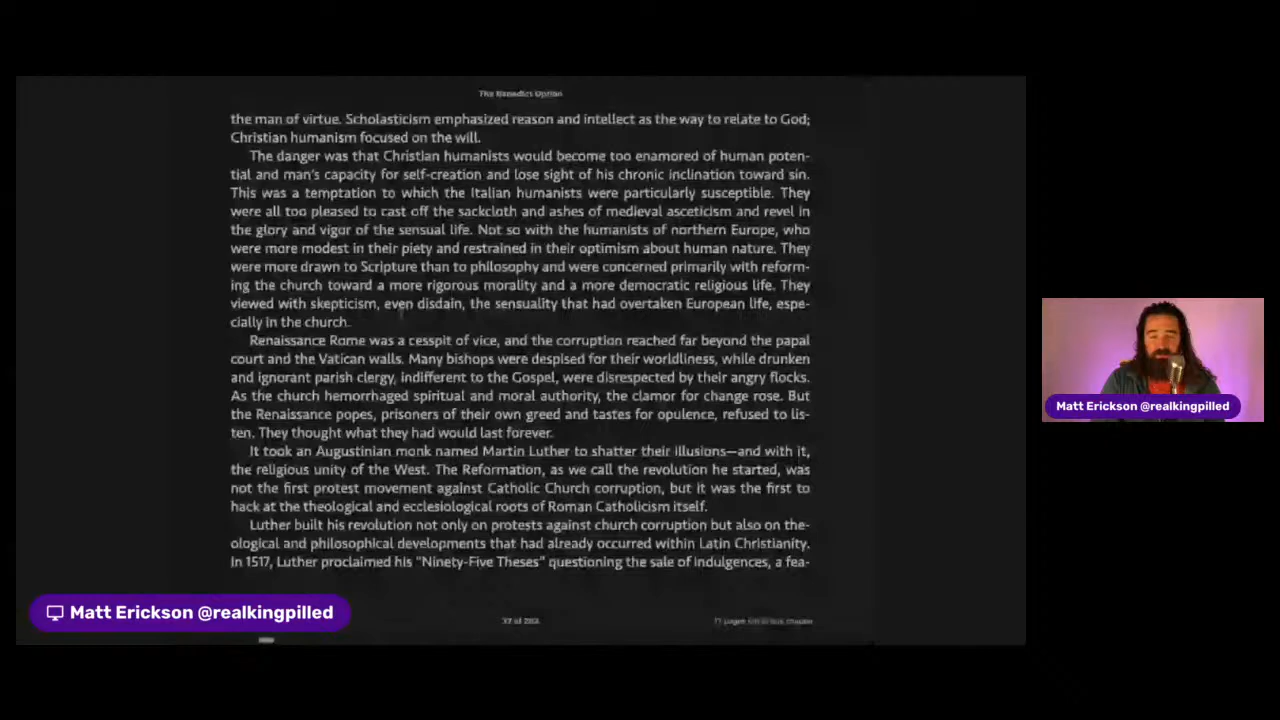 The Benedict Option
the man of virtue. Scholasticism emphasized reason and intellect as the way to relate to God;
Christian humanism focused on the will.
The danger was that Christian humanists would become too enamored of human poten-
tial and man's capacity for self-creation and lose sight of his chronic inclination toward sin.
This was a temptation to which the Italian humanists were particularly susceptible. They
were all too pleased to cast off the sackcloth and ashes of medieval asceticism and revel in
the glory and vigor of the sensual life. Not so with the humanists of northern Europe, who
were more modest in their piety and restrained in their optimism about human nature. They
were more drawn to Scripture than to philosophy and were concerned primarily with reform-
ing the church toward a more rigorous morality and a more democratic religious life. They
viewed with skepticism, even disdain, the sensuality that had overtaken European life, espe-
cially in the church.
Renaissance Rome was a cesspit of vice, and the corruption reached far beyond the papal
court and the Vatican walls. Many bishops were despised for their worldliness, while drunken
and ignorant parish clergy, indifferent to the Gospel, were disrespected by their angry flocks.
As the church hemorrhaged spiritual and moral authority, the clamor for change rose. But
the Renaissance popes, prisoners of their own greed and tastes for opulence, refused to lis-
ten. They thought what they had would last forever.
It took an Augustinian monk named Martin Luther to shatter their illusions—and with it,
the religious unity of the West. The Reformation, as we call the revolution he started, was
not the first protest movement against Catholic Church corruption, but it was the first to
hack at the theological and ecclesiological roots of Roman Catholicism itself.
Luther built his revolution not only on protests against church corruption but also on the-
ological and philosophical developments that had already occurred within Latin Christianity.
In 1517, Luther proclaimed his "Ninety-Five Theses" questioning the sale of indulgences, a fea-
Matt Erickson @realkingpilled
Matt Erickson @realkingpilled